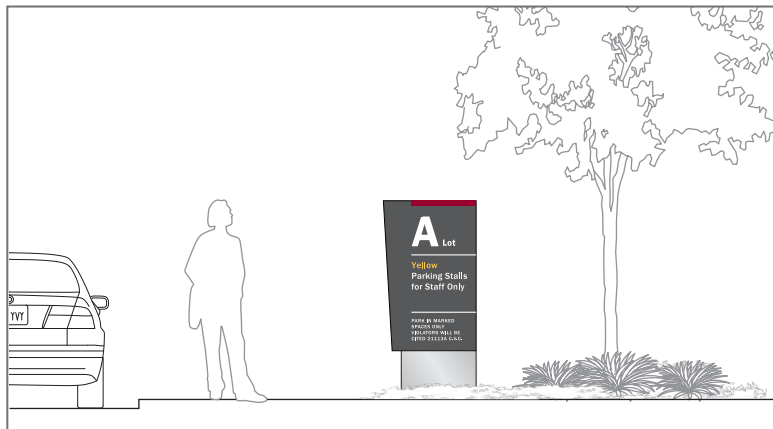 A Lot
Yellow
Parking Stalls
for Staff Only
PARK IN MARKED
SPACES ONLY
VIOLATORS WILL BE
CITED 21113A C.V.C.
YVY